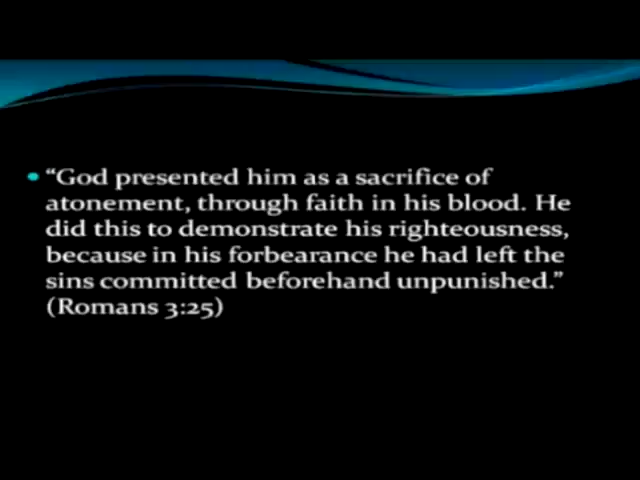 • “God presented him as a sacrifice of
atonement, through faith in his blood. He
did this to demonstrate his righteousness,
because in his forbearance he had left the
sins committed beforehand unpunished.”
(Romans 3:25)